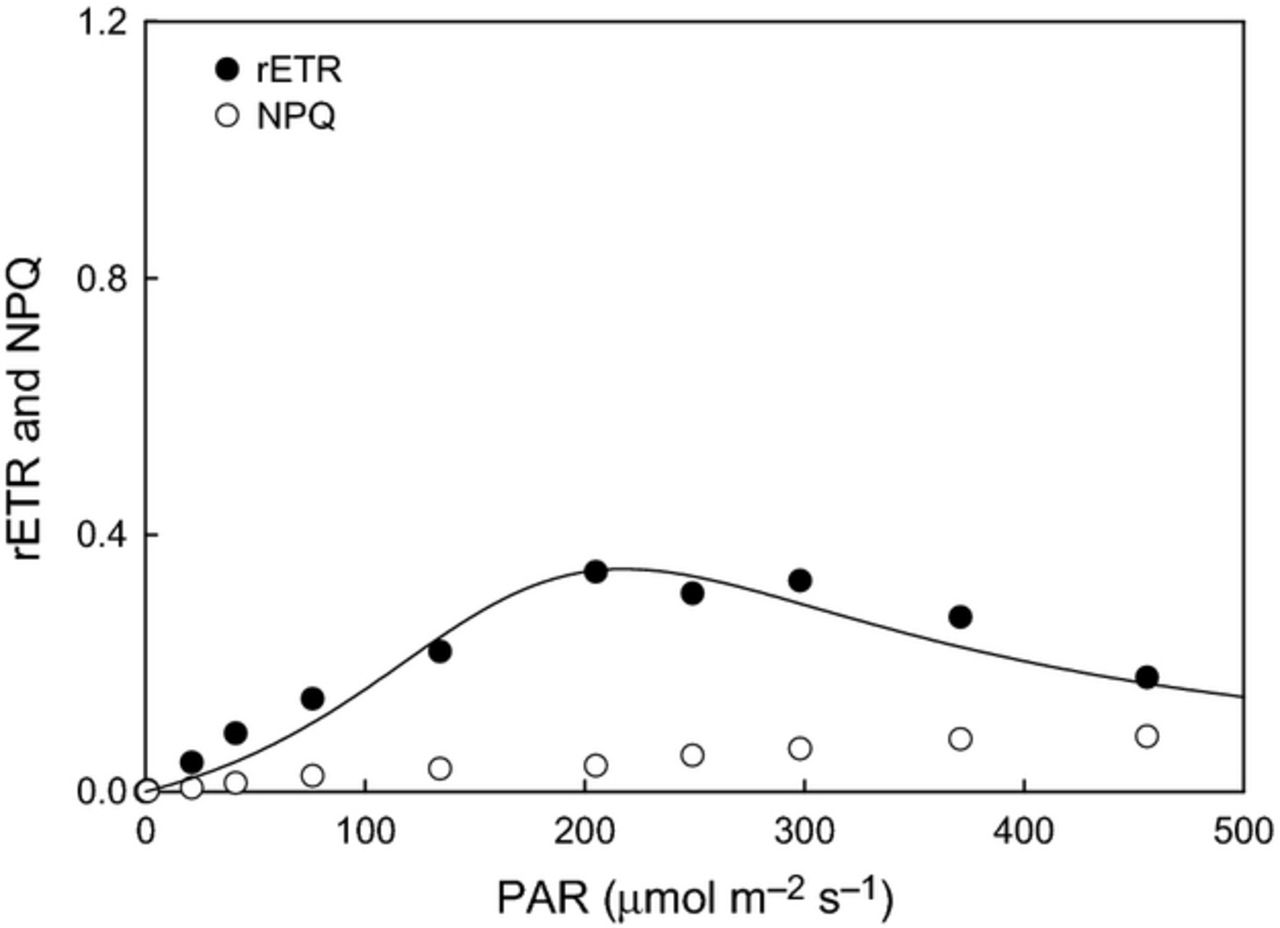 1.2
rETR
NPQ
0.8
rETR and NPQ
0.4
0.0
0 100 200 300 400 500
PAR (μmol m–2 s–1)